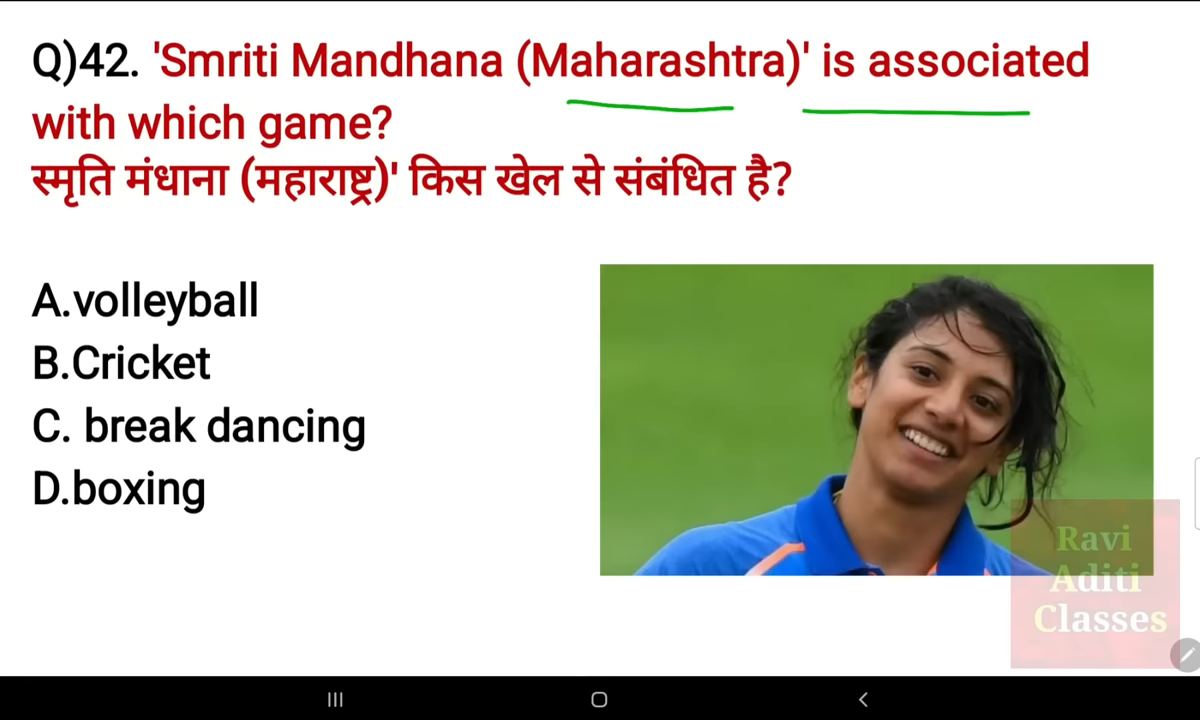 Q)42. 'Smriti Mandhana (Maharashtra)' is associated
with which game?
स्मृति मंधाना (महाराष्ट्र)' किस खेल से संबंधित है?
A.volleyball
B.Cricket
C. break dancing
D.boxing
Ravi
Aditi
Classes